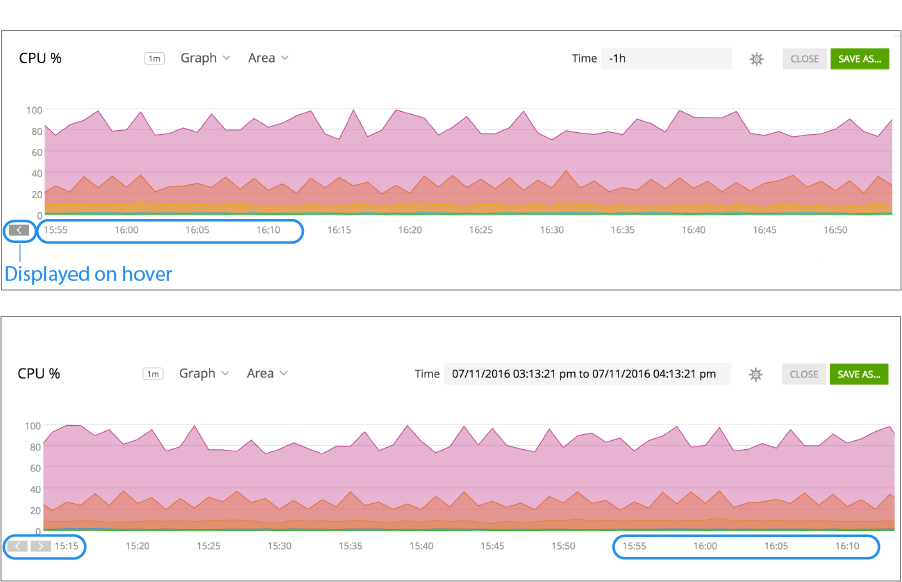 CPU %
1m
Graph
Area
Time
-1h
CLOSE
SAVE AS...
100
80
60
40
20
0
15:55 16:00 16:05 16:10 16:15 16:20 16:25 16:30 16:35 16:40 16:45 16:50
Displayed on hover
CPU %
1m
Graph
Area
Time
07/11/2016 03:13:21 pm to 07/11/2016 04:13:21 pm
CLOSE
SAVE AS...
100
80
60
40
20
0
15:15 15:20 15:25 15:30 15:35 15:40 15:45 15:50 15:55 16:00 16:05 16:10